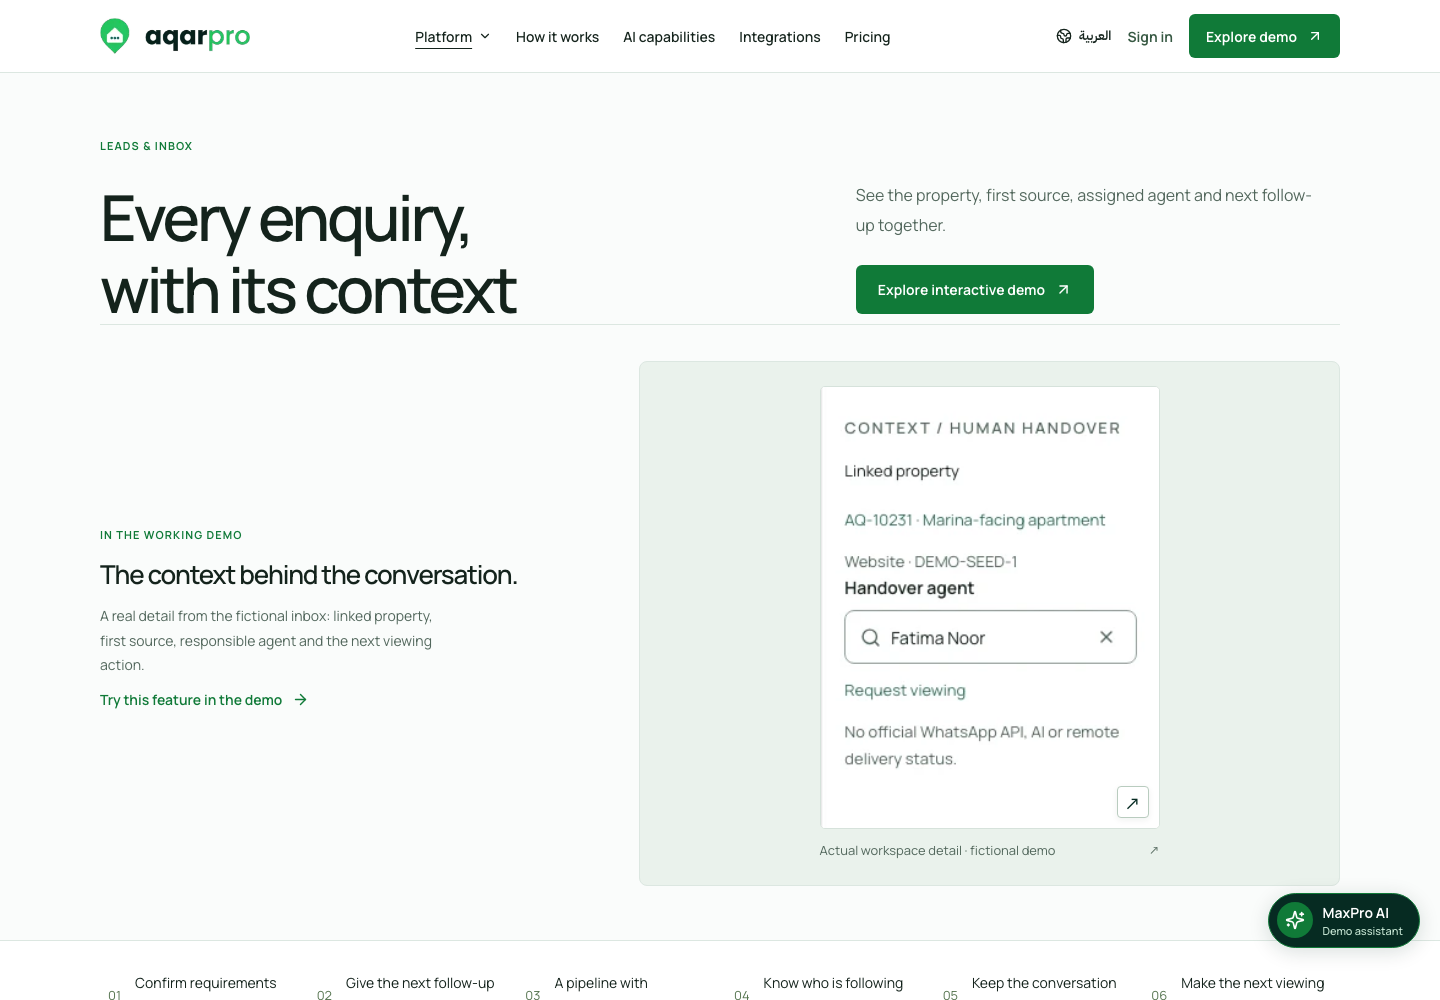 aqarpro
Platform
How it works
AI capabilities
Integrations
Pricing
العربية
Sign in
Explore demo
LEADS & INBOX
Every enquiry,
with its context
See the property, first source, assigned agent and next follow-
up together.
Explore interactive demo
IN THE WORKING DEMO
The context behind the conversation.
A real detail from the fictional inbox: linked property,
first source, responsible agent and the next viewing
action.
Try this feature in the demo
CONTEXT / HUMAN HANDOVER
Linked property
AQ-10231 · Marina-facing apartment
Website · DEMO-SEED-1
Handover agent
Fatima Noor
Request viewing
No official WhatsApp API, AI or remote
delivery status.
Actual workspace detail · fictional demo
MaxPro AI
Demo assistant
01 Confirm requirements
02 Give the next follow-up
03 A pipeline with
04 Know who is following
05 Keep the conversation
06 Make the next viewing